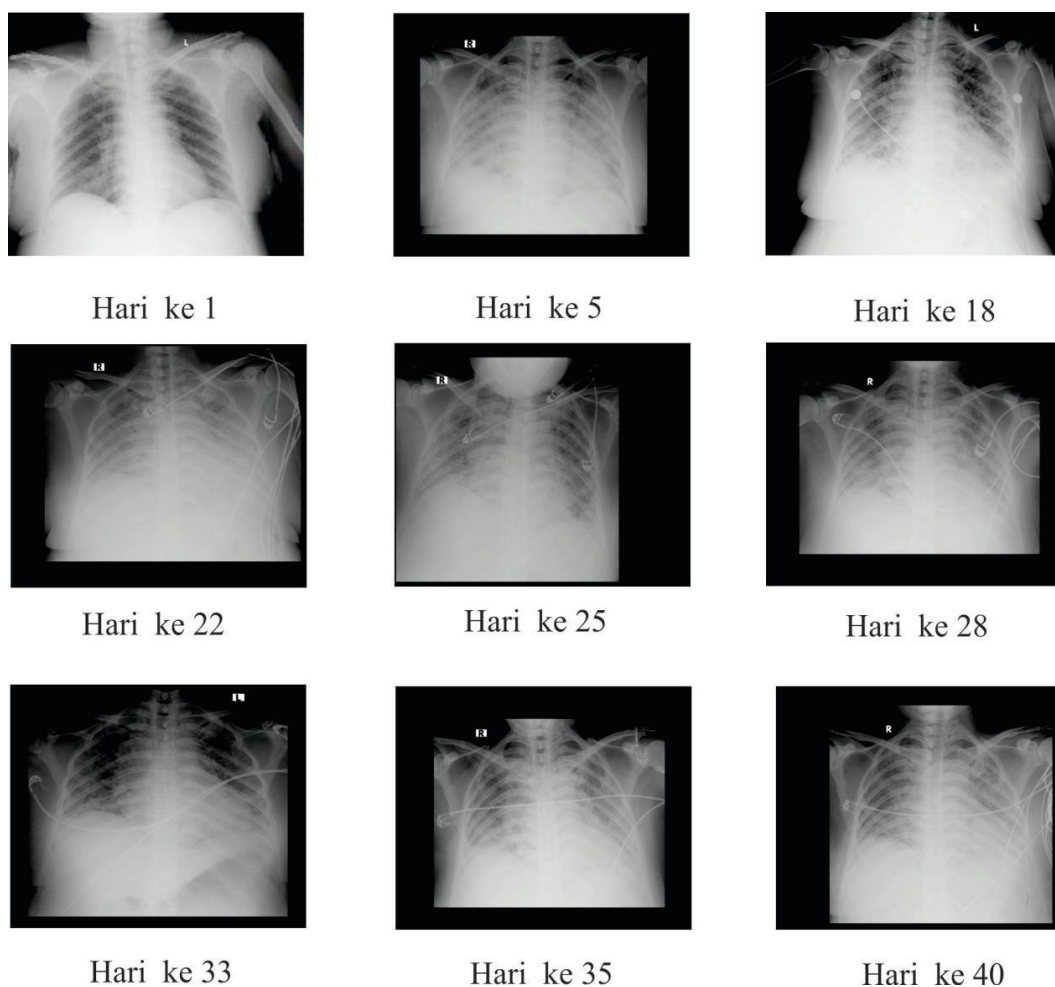 L
R
L
Hari ke 1
Hari ke 5
Hari ke 18
R
R
R
Hari ke 22
Hari ke 25
Hari ke 28
L
R
R
Hari ke 33
Hari ke 35
Hari ke 40